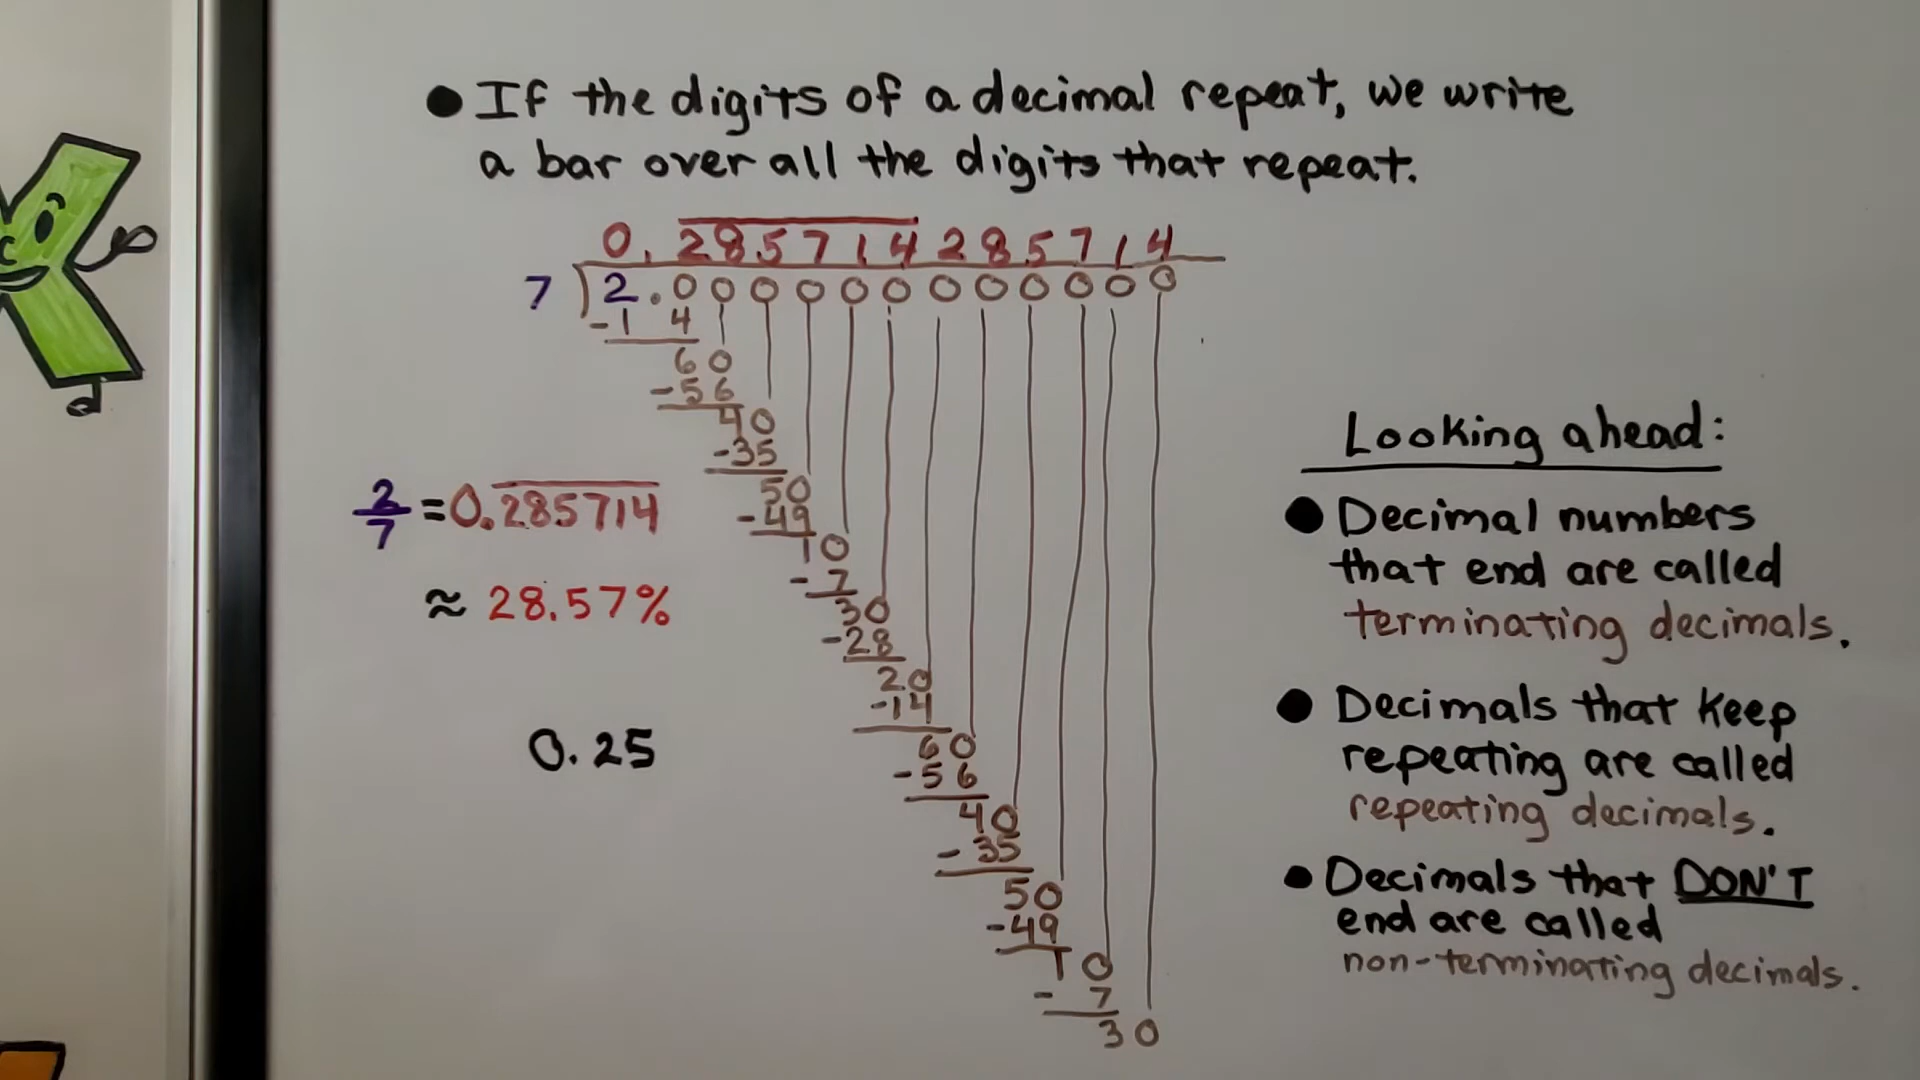 ● If the digits of a decimal repeat, we write
a bar over all the digits that repeat.
0.285714285714
7)2.000000000000
-14
60
-56
40
-35
50
-49
10
-7
30
-28
20
-14
60
-56
40
-35
50
-49
10
-7
30
2/7 = 0.285714
≈ 28.57%
0.25
Looking ahead:
● Decimal numbers
that end are called
terminating decimals.
● Decimals that keep
repeating are called
repeating decimals.
● Decimals that DON'T
end are called
non-terminating decimals.